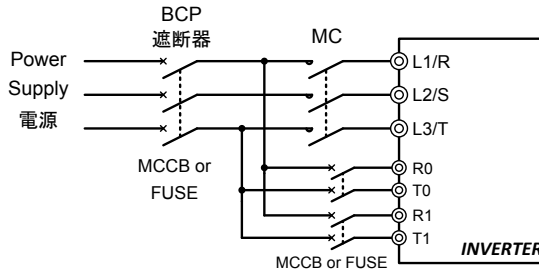 BCP
遮断器
MC
Power
Supply
電源
L1/R
L2/S
L3/T
MCCB or
FUSE
R0
T0
R1
T1
MCCB or FUSE
INVERTER